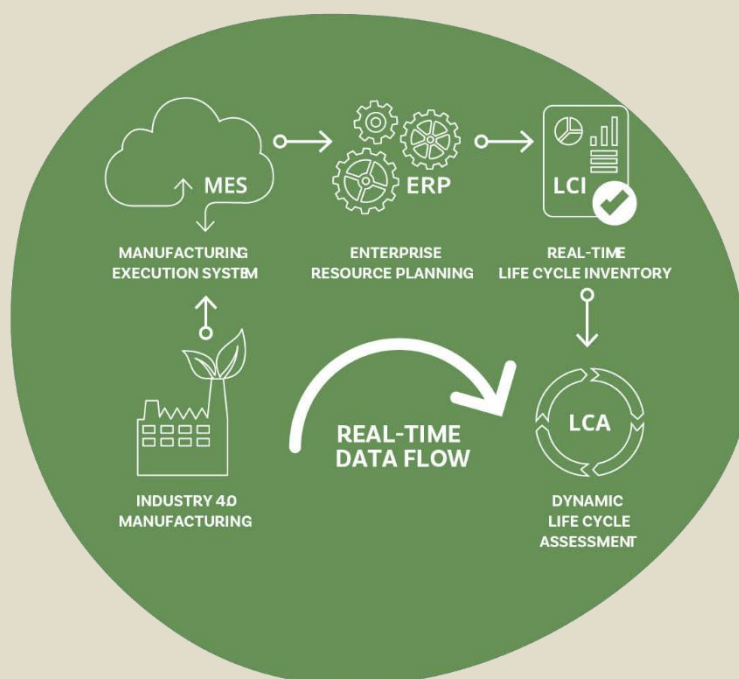 MES
MANUFACTURING
EXECUTION SYSTEM
ERP
ENTERPRISE
RESOURCE PLANNING
LCI
REAL-TIME
LIFE CYCLE INVENTORY
INDUSTRY 4.0
MANUFACTURING
REAL-TIME
DATA FLOW
LCA
DYNAMIC
LIFE CYCLE
ASSESSMENT